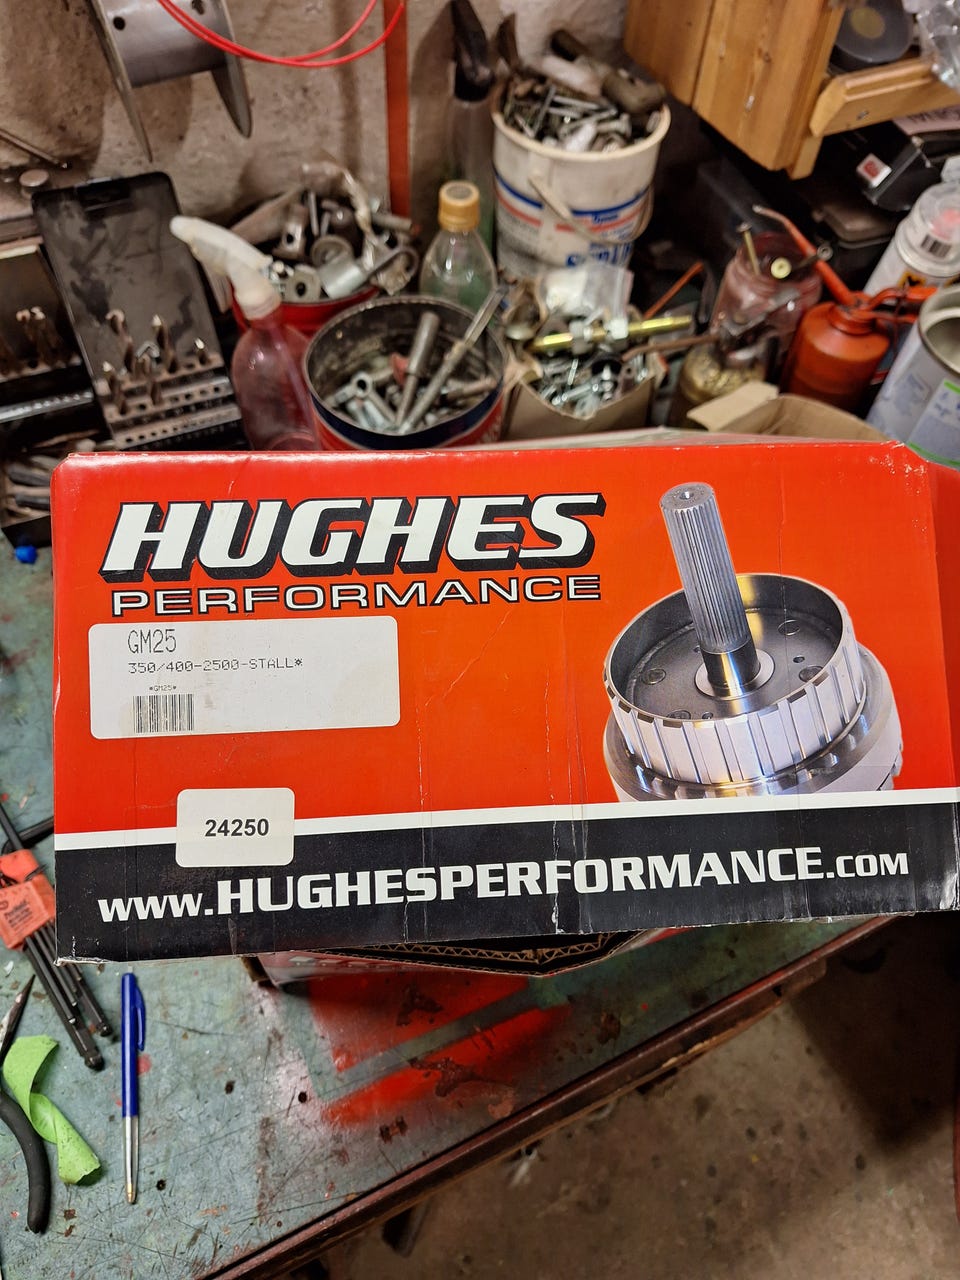 HUGHES
PERFORMANCE
GM25
350/400-2500-STALL*
*GM25*
24250
WWW.HUGHESPERFORMANCE.COM